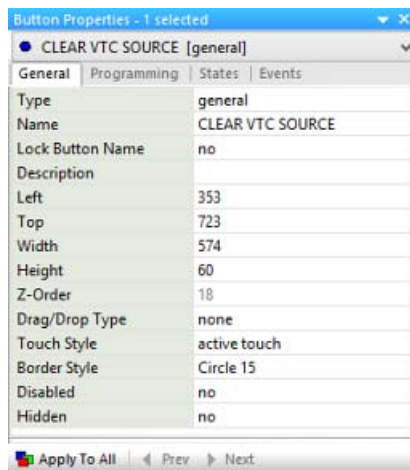 Button Properties - 1 selected
CLEAR VTC SOURCE [general]
General Programming States Events
Type general
Name CLEAR VTC SOURCE
Lock Button Name no
Description
Left 353
Top 723
Width 574
Height 60
Z-Order 18
Drag/Drop Type none
Touch Style active touch
Border Style Circle 15
Disabled no
Hidden no
Apply To All Prev Next